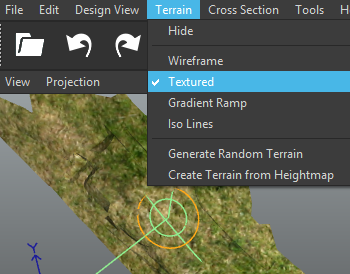 File Edit Design View Terrain Cross Section Tools
Hide
Wireframe
View Projection
Textured
Gradient Ramp
Iso Lines
Generate Random Terrain
Create Terrain from Heightmap
Y